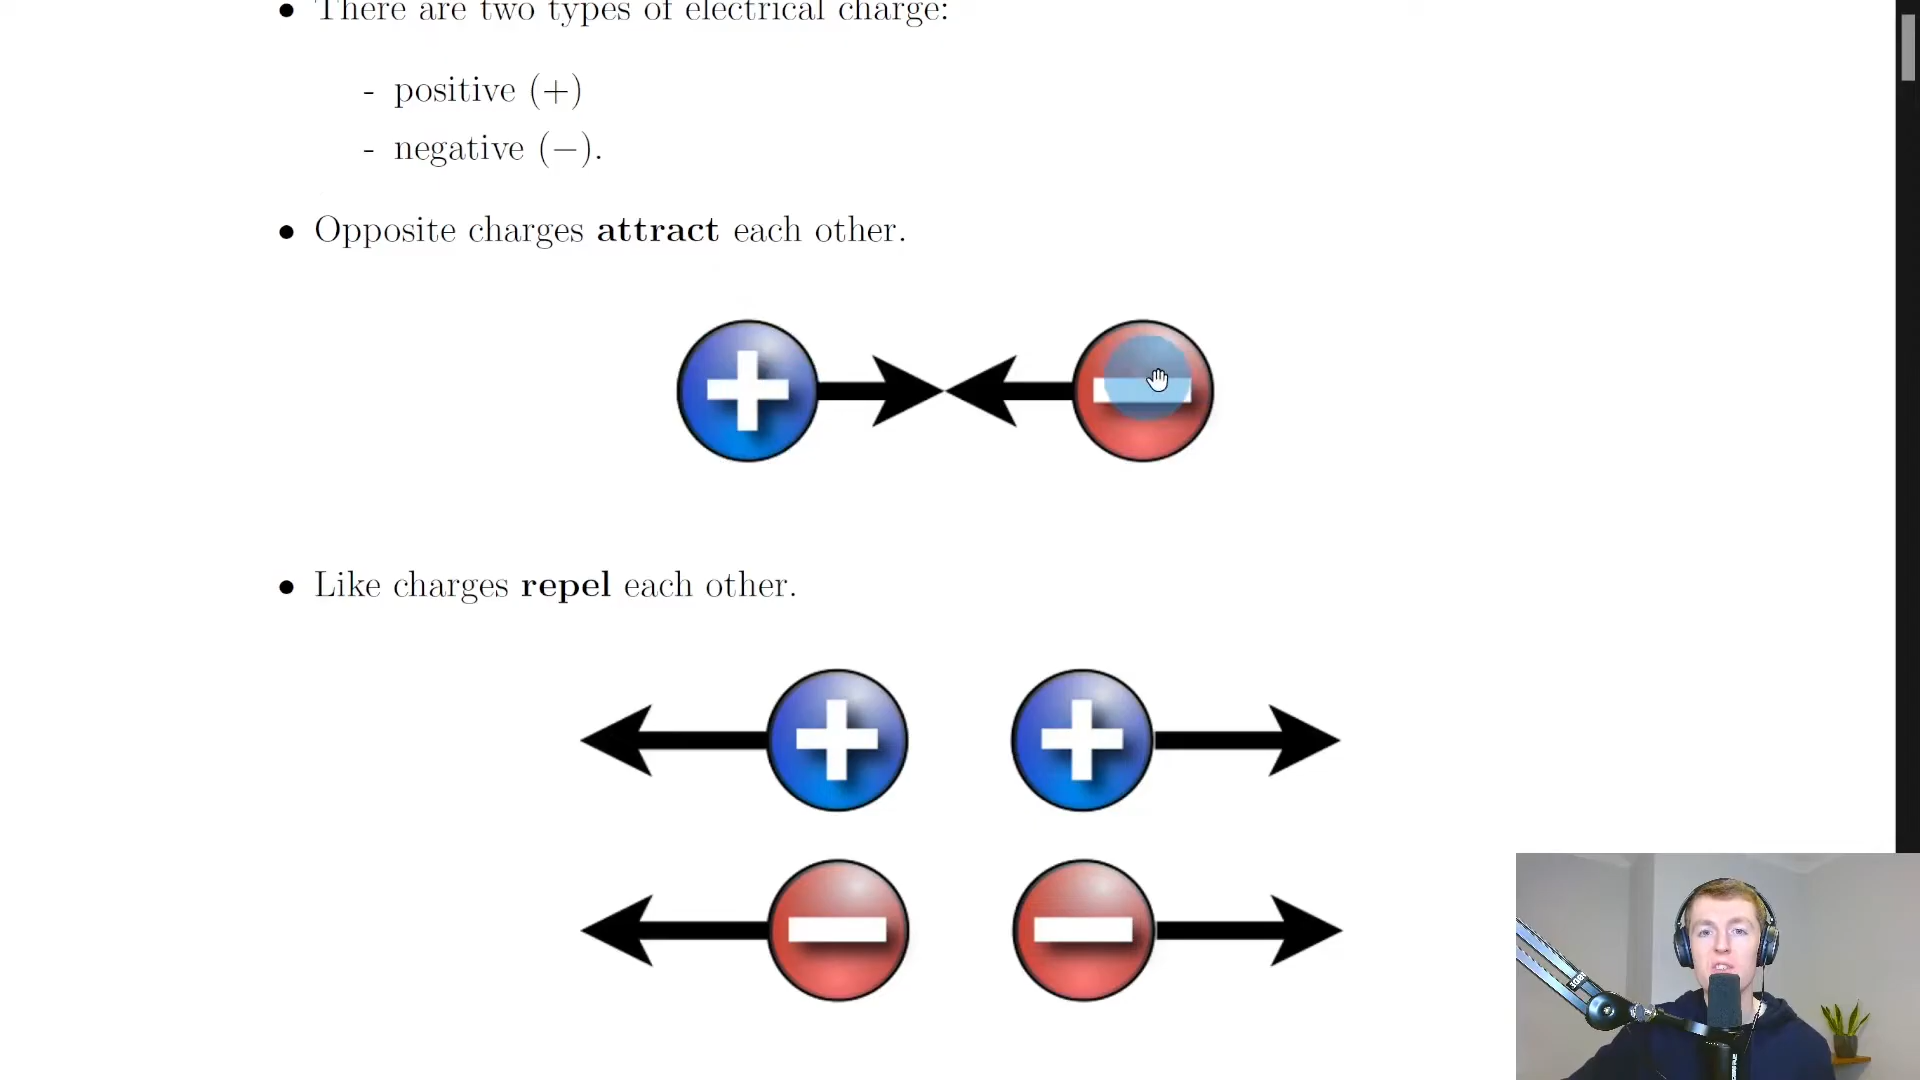 • There are two types of electrical charge:
- positive (+)
- negative (−).
• Opposite charges attract each other.
+ −
• Like charges repel each other.
+ +
− −